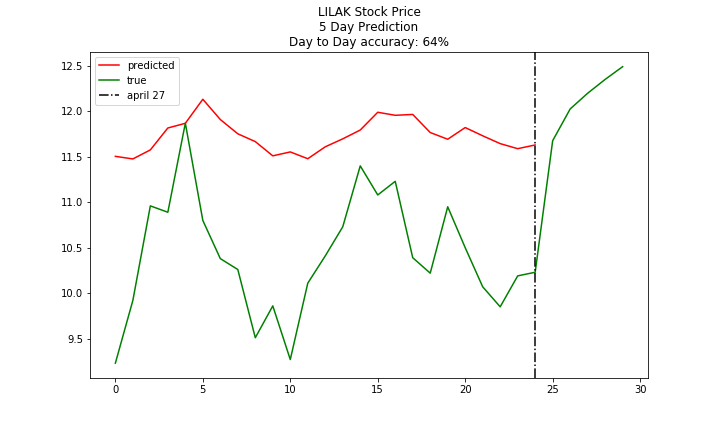 LILAK Stock Price
5 Day Prediction
Day to Day accuracy: 64%
predicted
true
april 27
12.5
12.0
11.5
11.0
10.5
10.0
9.5
0 5 10 15 20 25 30